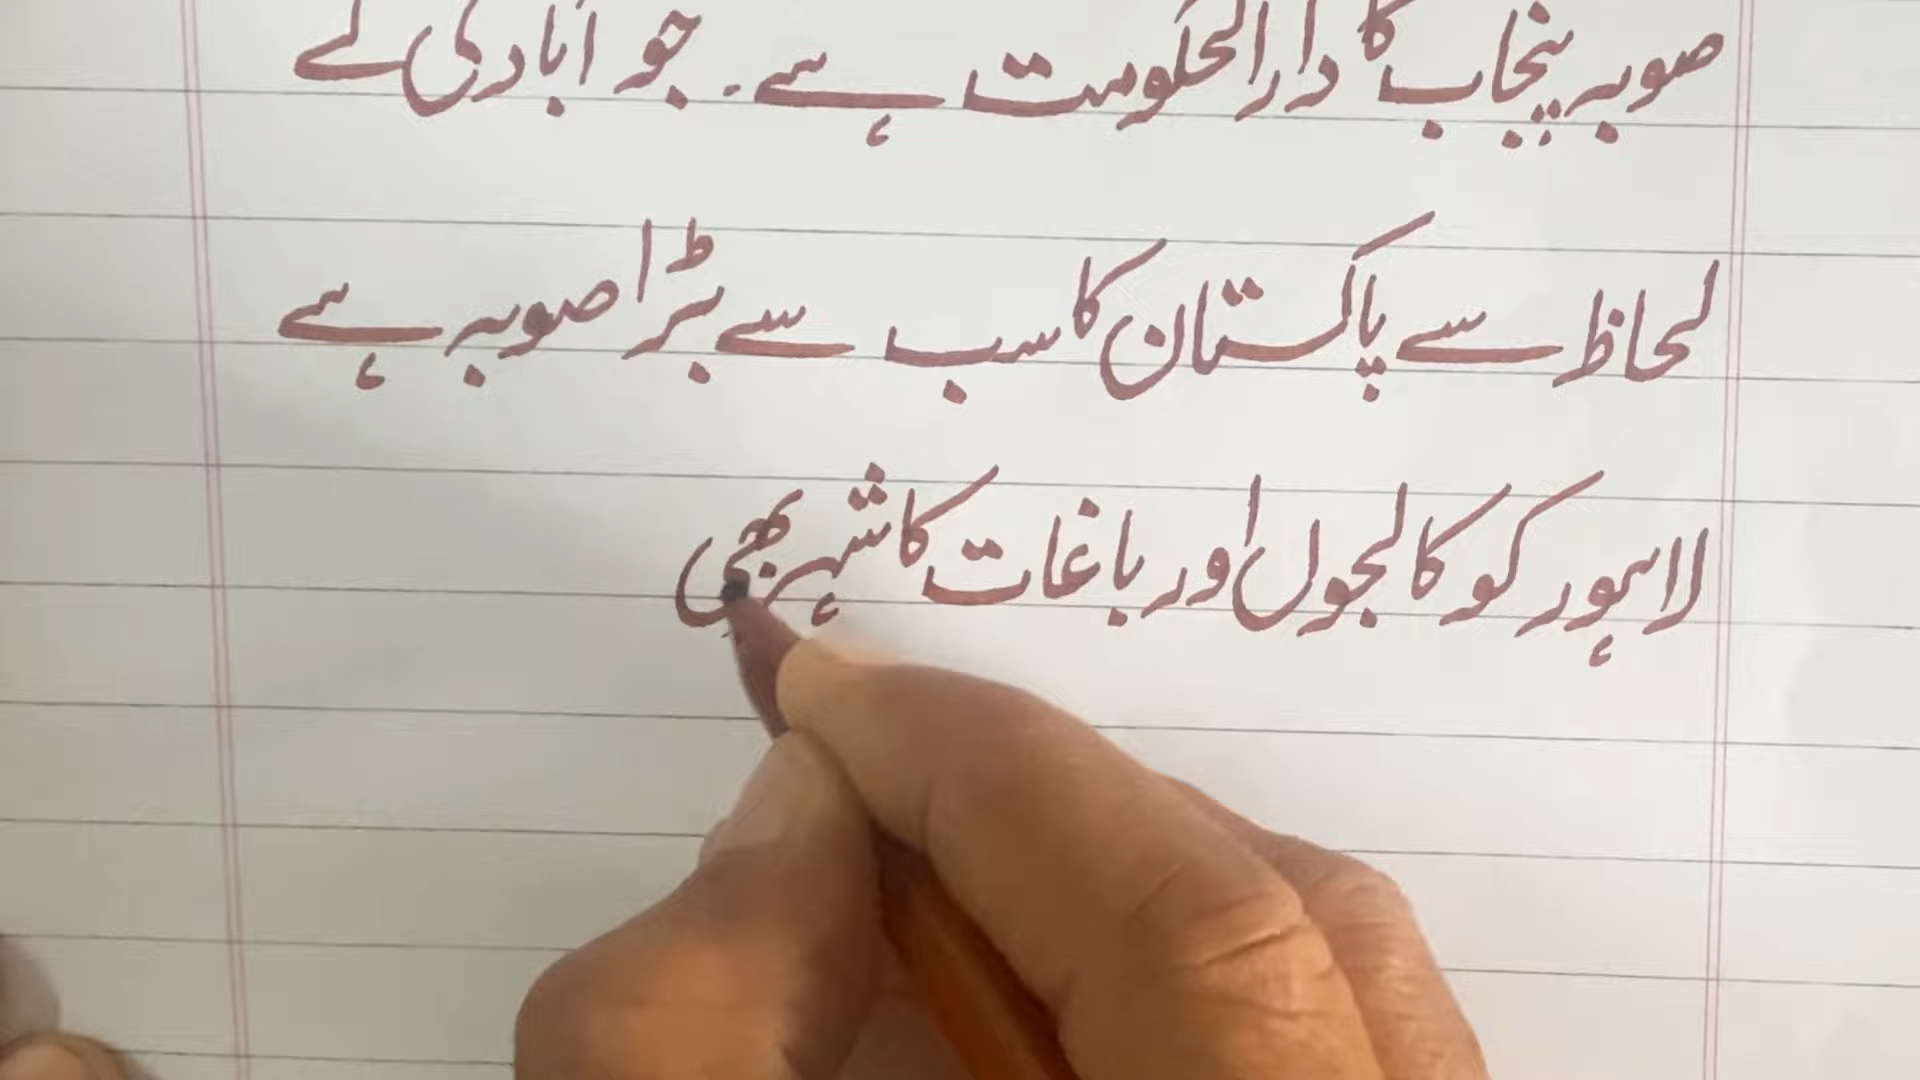 صوبہ پنجاب کا دارالحکومت ہے۔ جو آبادی کے
لحاظ سے پاکستان کا سب سے بڑا صوبہ ہے
لاہور کو کالجوں اور باغات کا شہر بھی